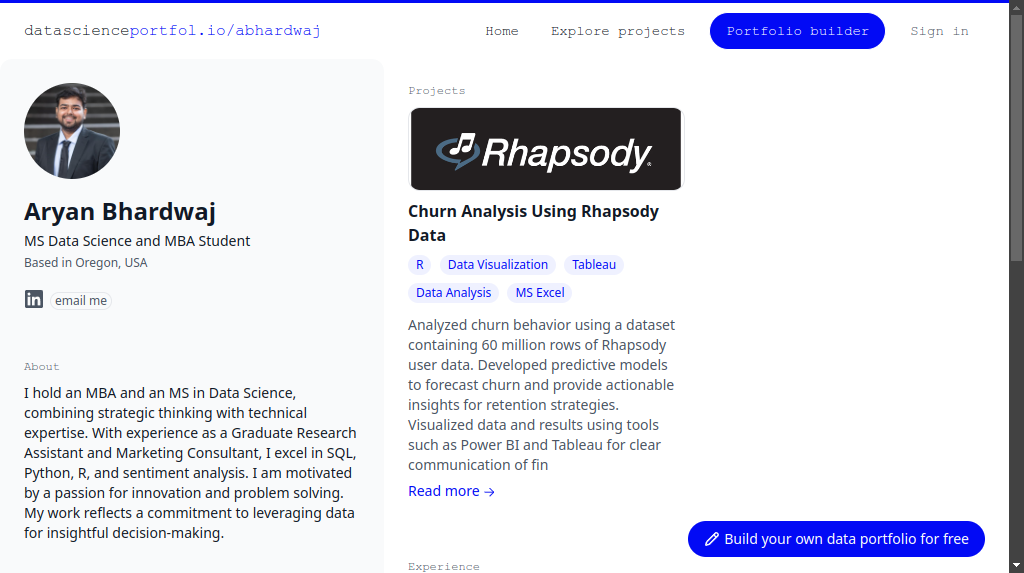 datascienceportfol.io/abhardwaj
Home
Explore projects
Portfolio builder
Sign in
Aryan Bhardwaj
MS Data Science and MBA Student
Based in Oregon, USA
in
email me
About
I hold an MBA and an MS in Data Science,
combining strategic thinking with technical
expertise. With experience as a Graduate Research
Assistant and Marketing Consultant, I excel in SQL,
Python, R, and sentiment analysis. I am motivated
by a passion for innovation and problem solving.
My work reflects a commitment to leveraging data
for insightful decision-making.
Projects
Rhapsody
Churn Analysis Using Rhapsody
Data
R
Data Visualization
Tableau
Data Analysis
MS Excel
Analyzed churn behavior using a dataset
containing 60 million rows of Rhapsody
user data. Developed predictive models
to forecast churn and provide actionable
insights for retention strategies.
Visualized data and results using tools
such as Power BI and Tableau for clear
communication of fin
Read more →
Build your own data portfolio for free
Experience